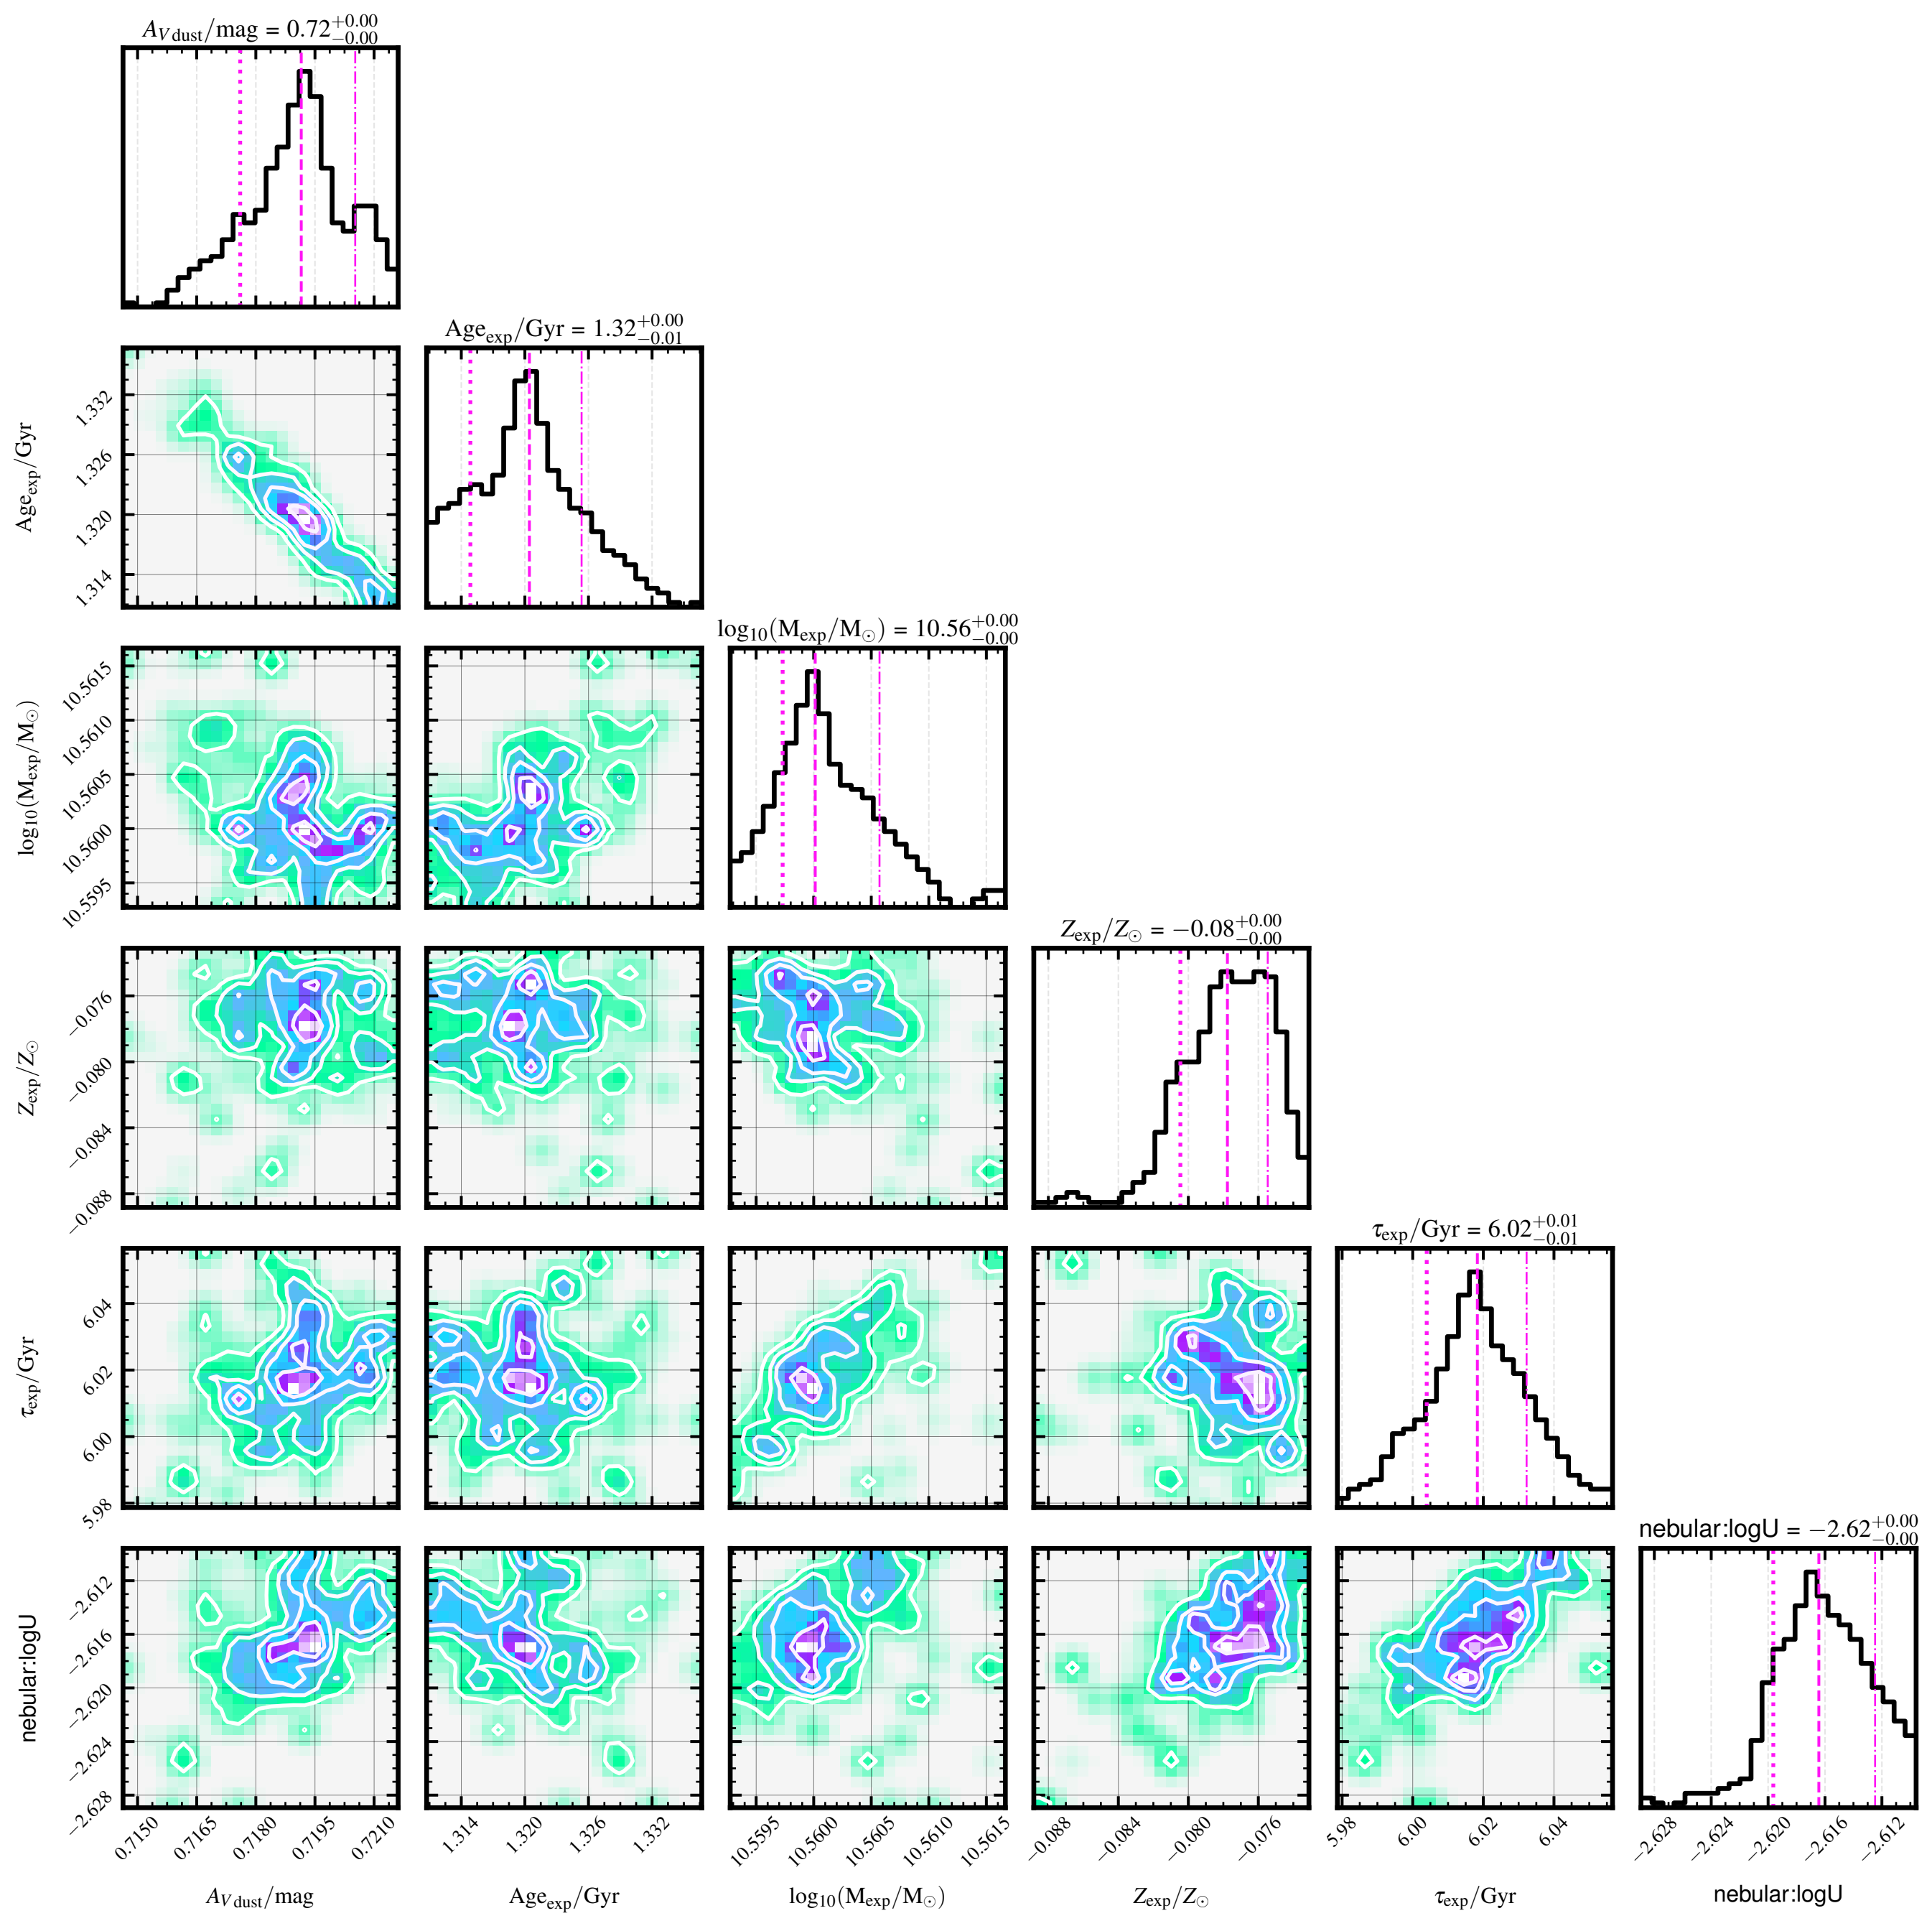 A_V dust/mag = 0.72^{+0.00}_{−0.00}
Age_exp/Gyr = 1.32^{+0.00}_{−0.01}
Age_exp/Gyr
1.332
1.326
1.320
1.314
log₁₀(M_exp/M_⊙) = 10.56^{+0.00}_{−0.00}
log₁₀(M_exp/M_⊙)
10.5615
10.5610
10.5605
10.5600
10.5595
Z_exp/Z_⊙ = −0.08^{+0.00}_{−0.00}
Z_exp/Z_⊙
−0.076
−0.080
−0.084
−0.088
τ_exp/Gyr = 6.02^{+0.01}_{−0.01}
τ_exp/Gyr
6.04
6.02
6.00
5.98
nebular:logU = −2.62^{+0.00}_{−0.00}
nebular:logU
−2.612
−2.616
−2.620
−2.624
−2.628
0.7150 0.7165 0.7180 0.7195 0.7210 1.314 1.320 1.326 1.332 10.5595 10.5600 10.5605 10.5610 10.5615 −0.088 −0.084 −0.080 −0.076 5.98 6.00 6.02 6.04 −2.628 −2.624 −2.620 −2.616 −2.612
A_V dust/mag Age_exp/Gyr log₁₀(M_exp/M_⊙) Z_exp/Z_⊙ τ_exp/Gyr nebular:logU